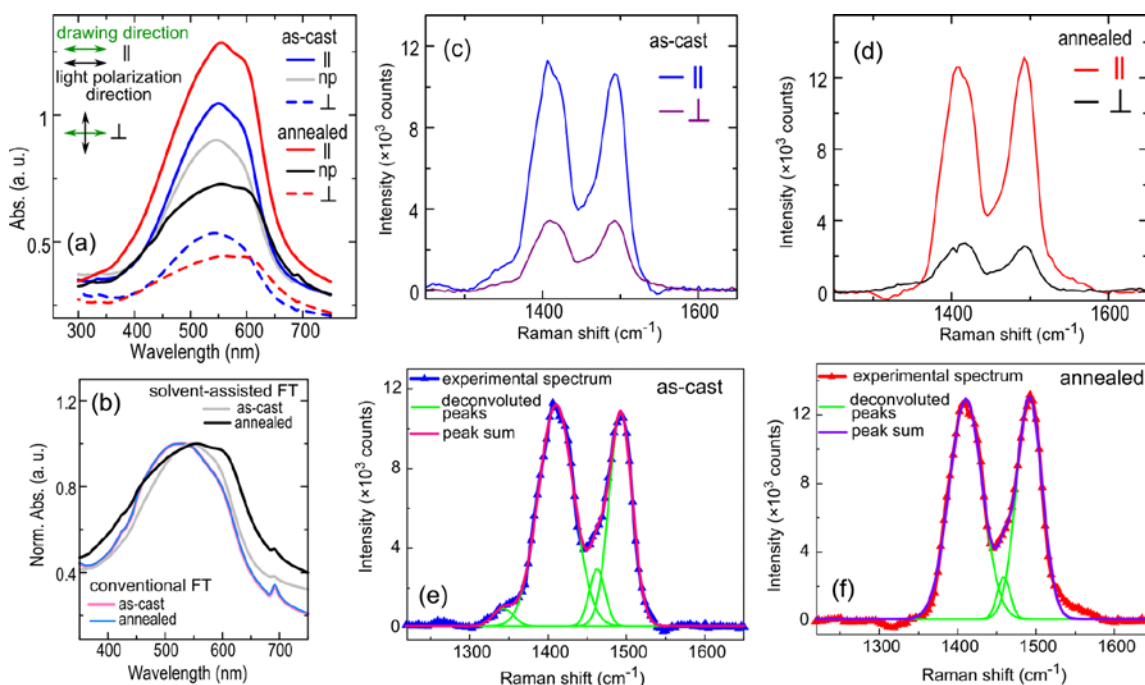 drawing direction
||
light polarization
direction
⊥
as-cast
||
np
⊥
annealed
||
np
⊥
(a)
Abs. (a. u.)
1
0.5
300 400 500 600 700
Wavelength (nm)
(c)
as-cast
||
⊥
Intensity (×10³ counts)
12
8
4
0
1400 1500 1600
Raman shift (cm⁻¹)
(d)
annealed
||
⊥
Intensity (×10³ counts)
12
8
4
0
1400 1500 1600
Raman shift (cm⁻¹)
(b)
solvent-assisted FT
as-cast
annealed
conventional FT
as-cast
annealed
Norm. Abs. (a. u.)
1.2
1.0
0.8
0.4
400 500 600 700
Wavelength (nm)
experimental spectrum
deconvoluted
peaks
peak sum
as-cast
(e)
Intensity (×10³ counts)
12
8
4
0
1300 1400 1500 1600
Raman shift (cm⁻¹)
experimental spectrum
deconvoluted
peaks
peak sum
annealed
(f)
Intensity (×10³ counts)
12
8
4
0
1300 1400 1500 1600
Raman shift (cm⁻¹)